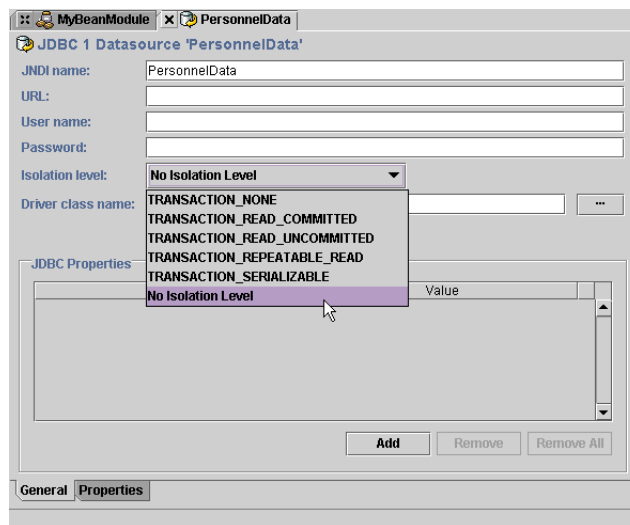 MyBeanModule PersonnelData
JDBC 1 Datasource 'PersonnelData'
JNDI name: PersonnelData
URL:
User name:
Password:
Isolation level: No Isolation Level
Driver class name: ...
TRANSACTION_NONE
TRANSACTION_READ_COMMITTED
TRANSACTION_READ_UNCOMMITTED
TRANSACTION_REPEATABLE_READ
TRANSACTION_SERIALIZABLE
No Isolation Level
JDBC Properties
Value
Add Remove Remove All
General Properties